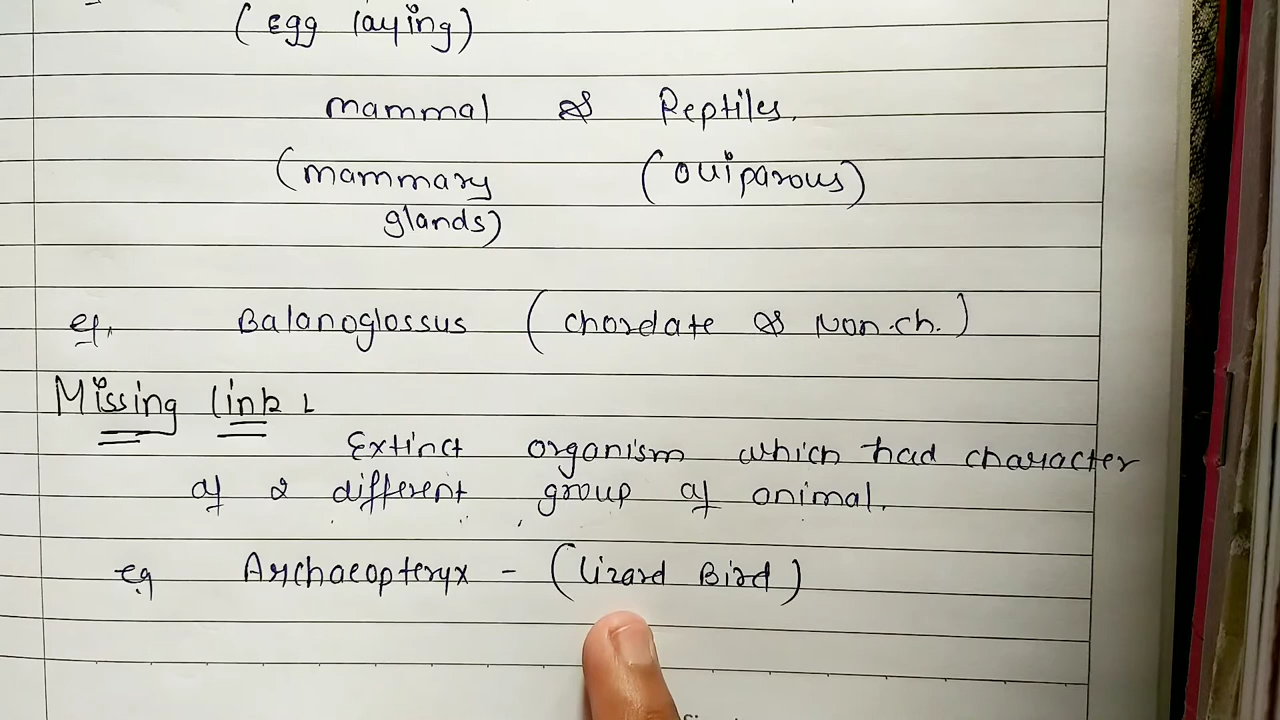 (Egg laying)
mammal & Reptiles.
(mammary (oviparous)
glands)
eg, Balanoglossus (chordate & Non.ch.)
Missing link
Extinct organism which had character
of 2 different group of animal.
eg Archaeopteryx - (Lizard Bird)